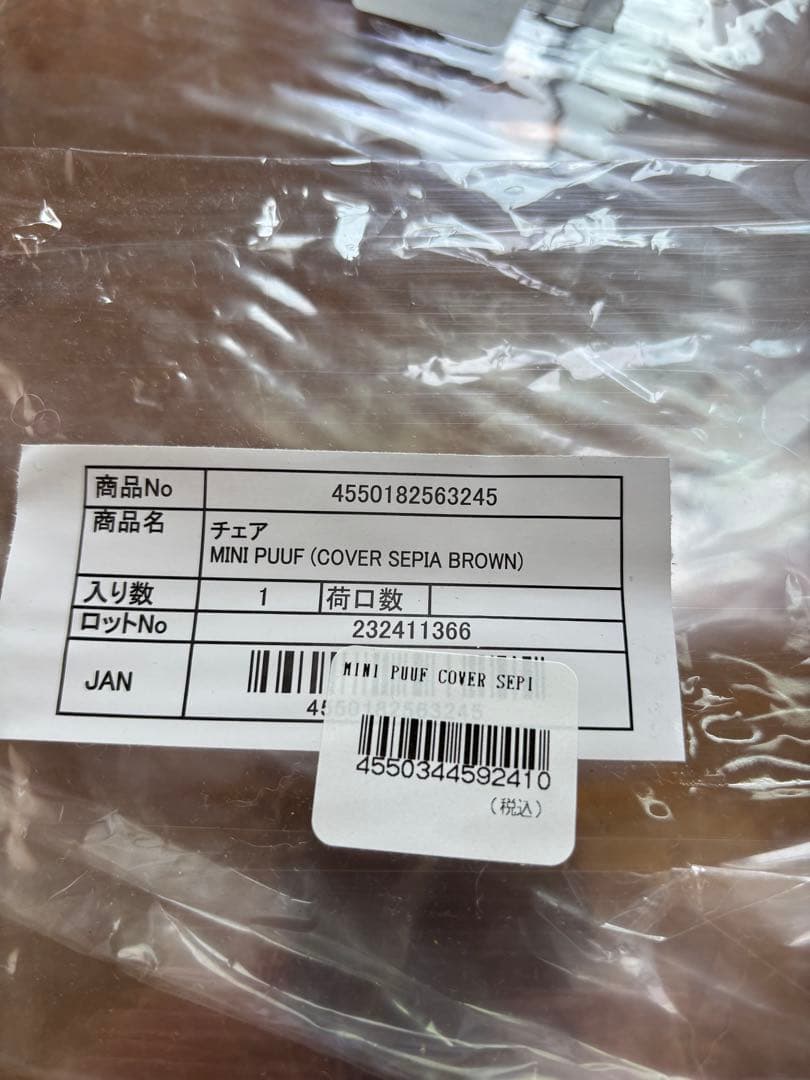 商品No 4550182563245
商品名 チェア
MINI PUUF (COVER SEPIA BROWN)
入り数 1 荷口数
ロットNo 232411366
JAN
4550182563245
MINI PUUF COVER SEPI
4550344592410
(税込)